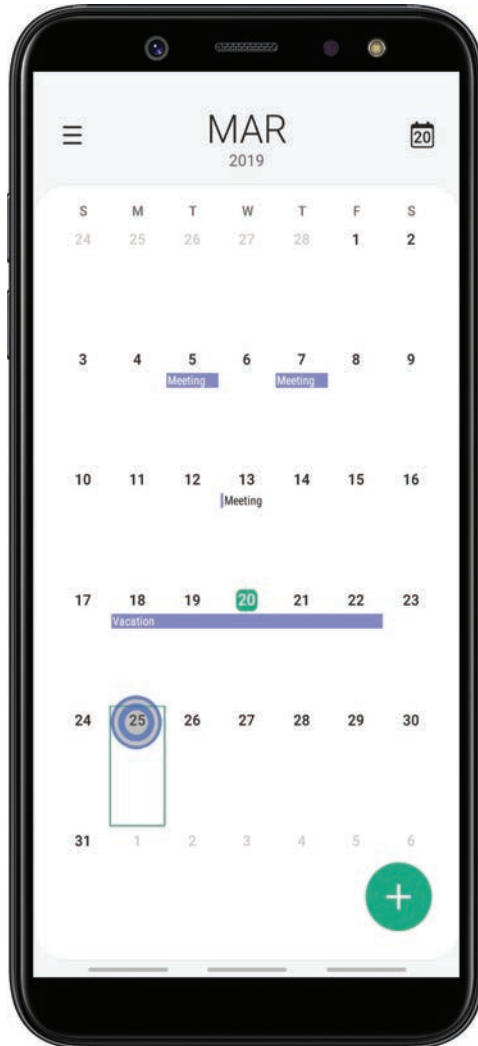 MAR
2019
20
S M T W T F S
24 25 26 27 28 1 2
3 4 5 6 7 8 9
Meeting Meeting
10 11 12 13 14 15 16
Meeting
17 18 19 20 21 22 23
Vacation
24 25 26 27 28 29 30
31 1 2 3 4 5 6